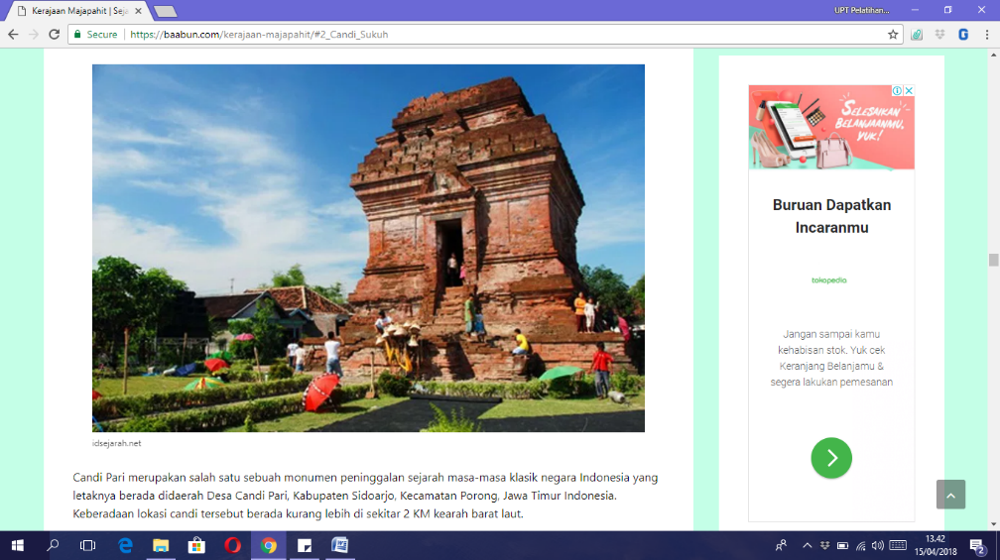 Kerajaan Majapahit | Seja
UPT Pelatihan...
Secure
https://baabun.com/kerajaan-majapahit/#2_Candi_Sukuh
idsejarah.net
Candi Pari merupakan salah satu sebuah monumen peninggalan sejarah masa-masa klasik negara Indonesia yang
letaknya berada didaerah Desa Candi Pari, Kabupaten Sidoarjo, Kecamatan Porong, Jawa Timur Indonesia.
Keberadaan lokasi candi tersebut berada kurang lebih di sekitar 2 KM kearah barat laut.
SELESAIKAN
BELANJAANMU,
YUK!
Buruan Dapatkan
Incaranmu
tokopedia
Jangan sampai kamu
kehabisan stok. Yuk cek
Keranjang Belanjamu &
segera lakukan pemesanan
13.42
15/04/2018
2